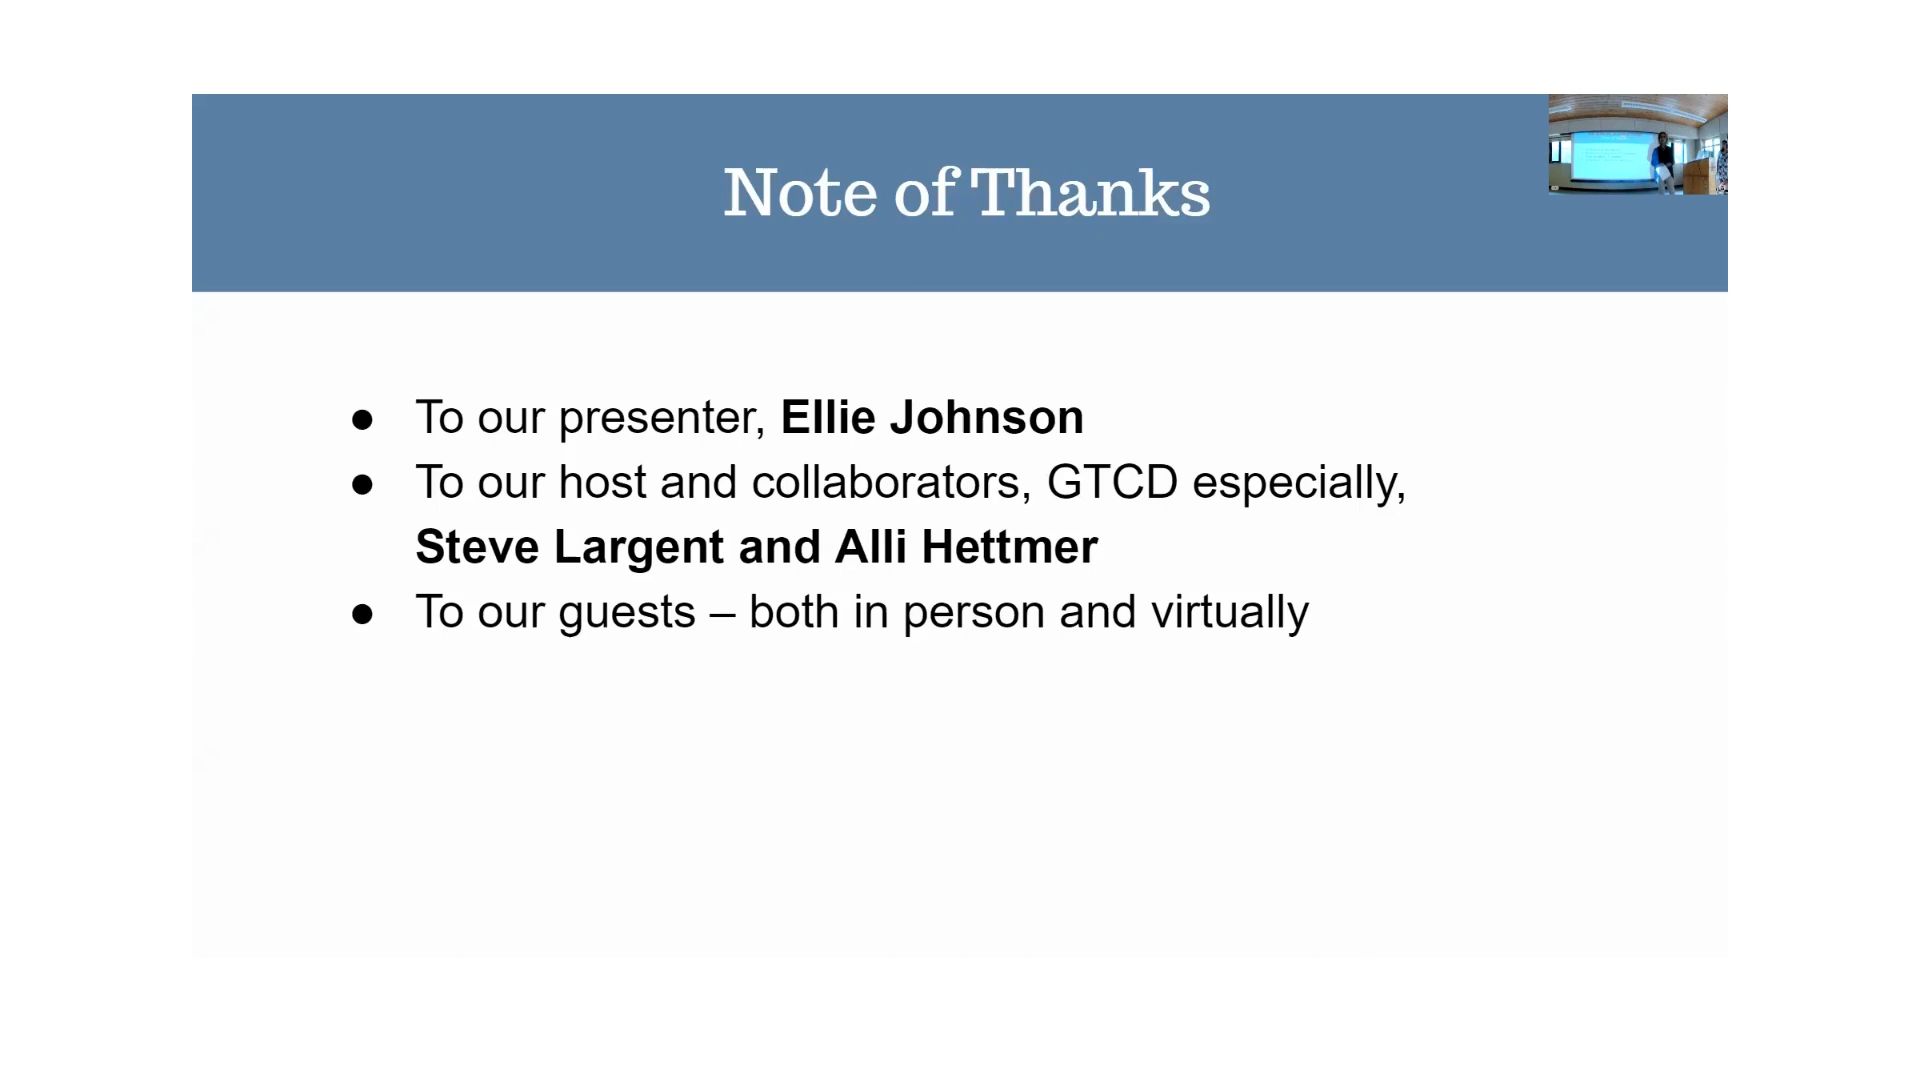 Note of Thanks
● To our presenter, Ellie Johnson
● To our host and collaborators, GTCD especially,
Steve Largent and Alli Hettmer
● To our guests – both in person and virtually